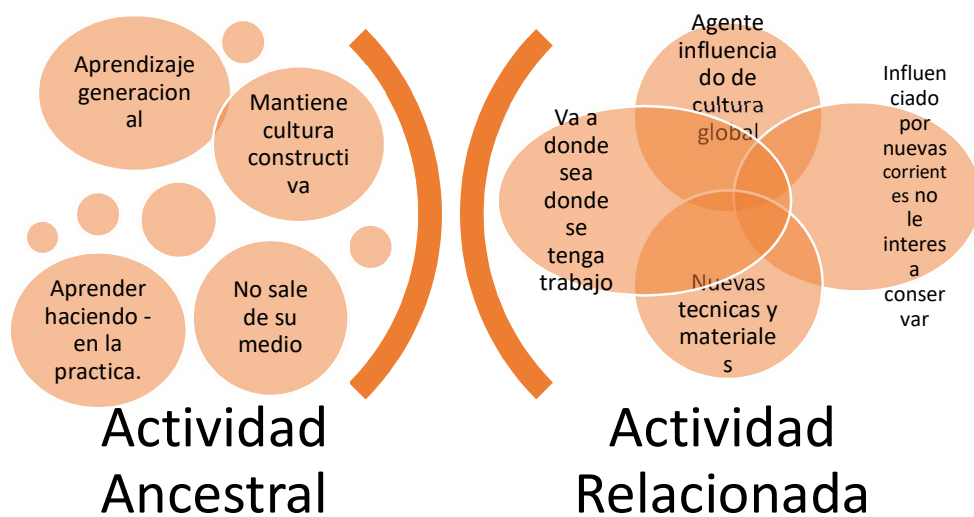 Aprendizaje
generacion
al
Mantiene
cultura
constructi
va
Aprender
haciendo -
en la
practica.
No sale
de su
medio
Actividad
Ancestral
Agente
influencia
do de
cultura
global
Va a
donde
sea
donde
se
tenga
trabajo
Influen
ciado
por
nuevas
corrient
es no
le
interes
a
conser
var
Nuevas
tecnicas y
materiale
s
Actividad
Relacionada